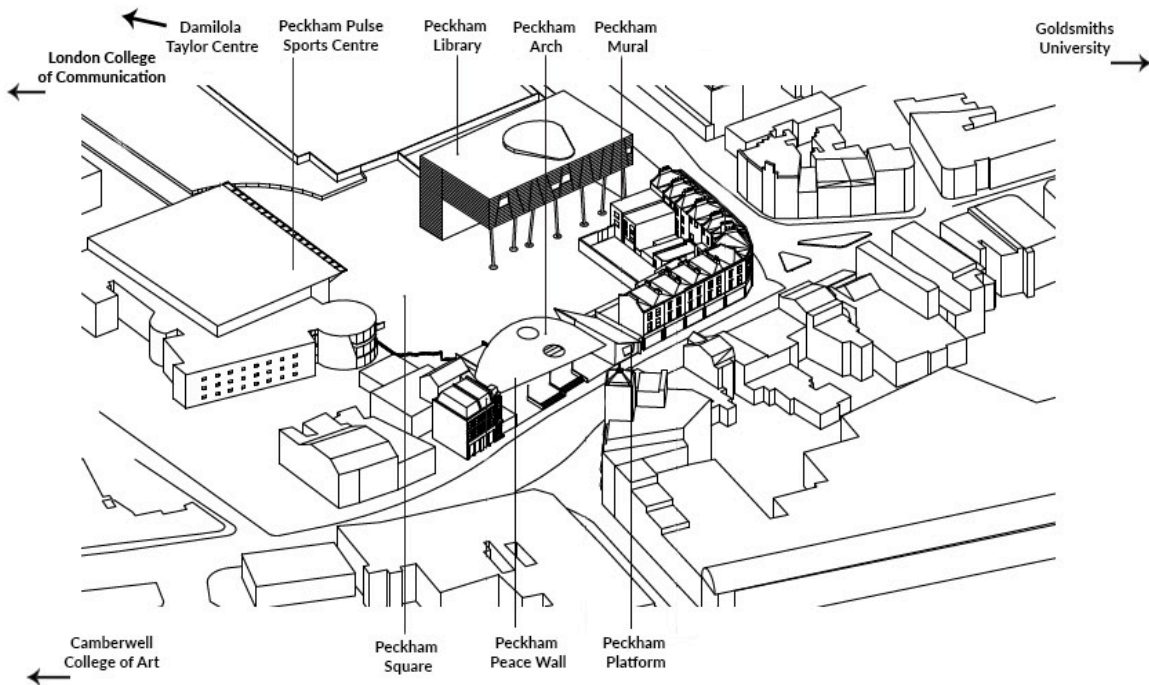 Damilola
Taylor Centre
Peckham Pulse
Sports Centre
Peckham
Library
Peckham
Arch
Peckham
Mural
Goldsmiths
University
London College
of Communication
Camberwell
College of Art
Peckham
Square
Peckham
Peace Wall
Peckham
Platform